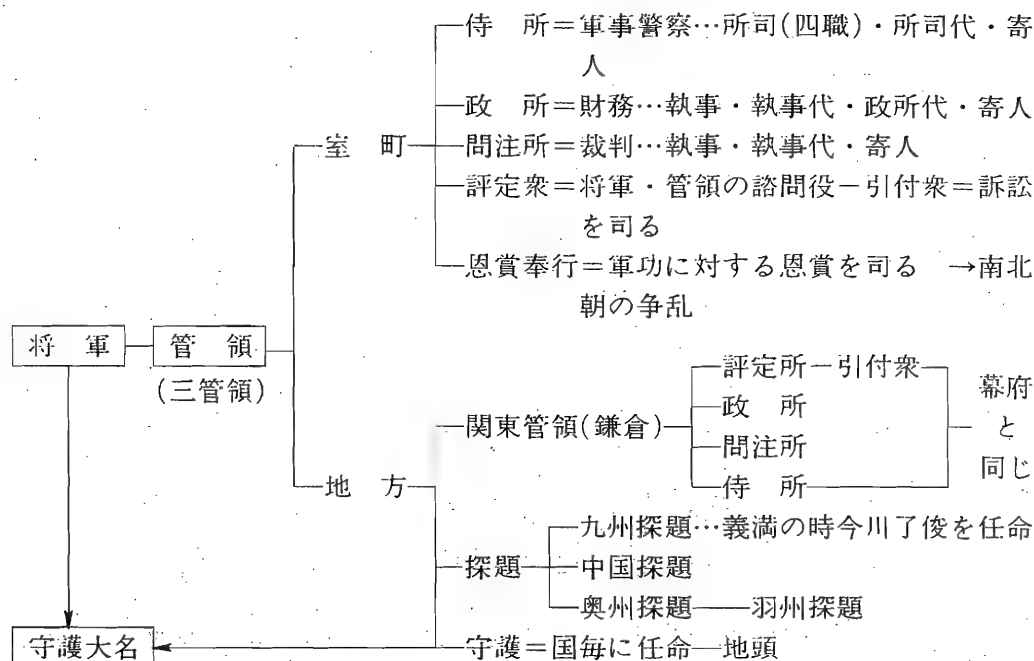 侍　所＝軍事警察…所司(四職)・所司代・寄
人
政　所＝財務…執事・執事代・政所代・寄人
室　町
問注所＝裁判…執事・執事代・寄人
評定衆＝将軍・管領の諮問役－引付衆＝訴訟
を司る
恩賞奉行＝軍功に対する恩賞を司る　→南北
朝の争乱
将　軍
管　領
(三管領)
評定所－引付衆
政　所
関東管領(鎌倉)
問注所
侍　所
幕府
と
同じ
地　方
九州探題…義満の時今川了俊を任命
探題
中国探題
奥州探題
羽州探題
守護大名
守護＝国毎に任命―地頭